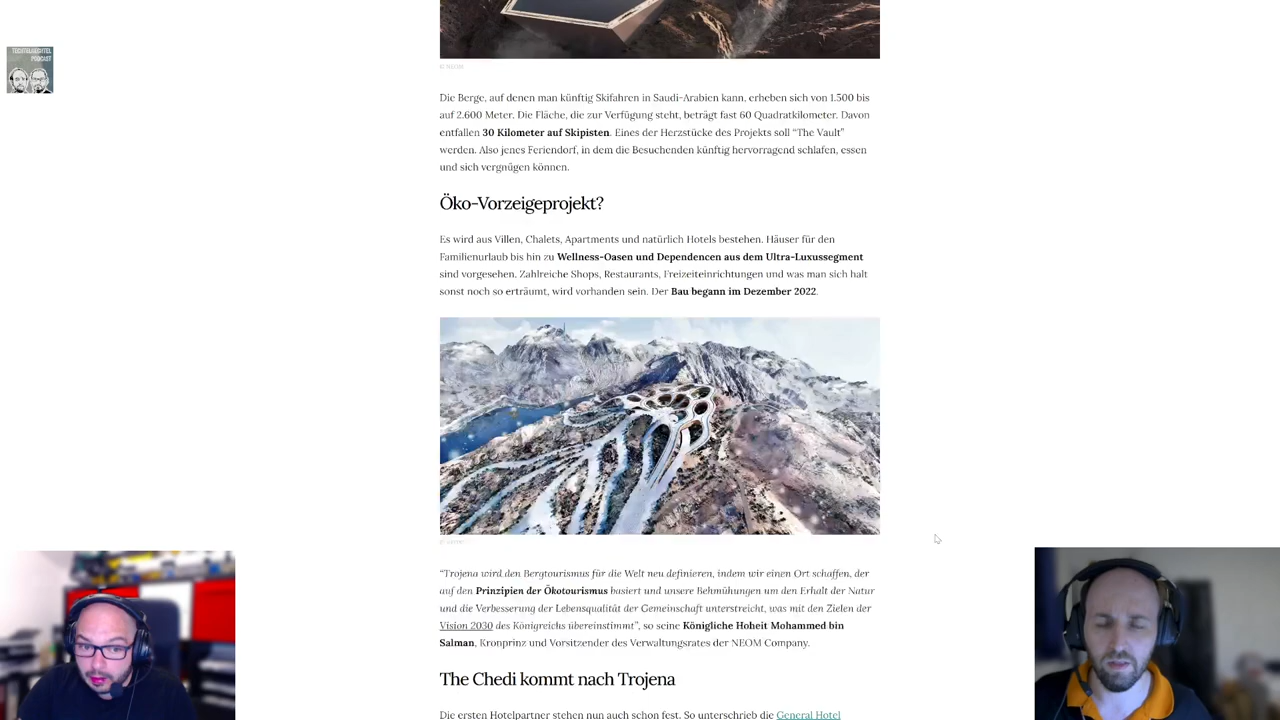 TECHTELMECHTEL
PODCAST
© NEOM
Die Berge, auf denen man künftig Skifahren in Saudi-Arabien kann, erheben sich von 1.500 bis
auf 2.600 Meter. Die Fläche, die zur Verfügung steht, beträgt fast 60 Quadratkilometer. Davon
entfallen 30 Kilometer auf Skipisten. Eines der Herzstücke des Projekts soll “The Vault”
werden. Also jenes Feriendorf, in dem die Besuchenden künftig hervorragend schlafen, essen
und sich vergnügen können.
Öko-Vorzeigeprojekt?
Es wird aus Villen, Chalets, Apartments und natürlich Hotels bestehen. Häuser für den
Familienurlaub bis hin zu Wellness-Oasen und Dependencen aus dem Ultra-Luxussegment
sind vorgesehen. Zahlreiche Shops, Restaurants, Freizeiteinrichtungen und was man sich halt
sonst noch so erträumt, wird vorhanden sein. Der Bau begann im Dezember 2022.
“Trojena wird den Bergtourismus für die Welt neu definieren, indem wir einen Ort schaffen, der
auf den Prinzipien der Ökotourismus basiert und unsere Behmühungen um den Erhalt der Natur
und die Verbesserung der Lebensqualität der Gemeinschaft unterstreicht, was mit den Zielen der
Vision 2030 des Königreichs übereinstimmt”, so seine Königliche Hoheit Mohammed bin
Salman, Kronprinz und Vorsitzender des Verwaltungsrates der NEOM Company.
The Chedi kommt nach Trojena
Die ersten Hotelpartner stehen nun auch schon fest. So unterschrieb die General Hotel